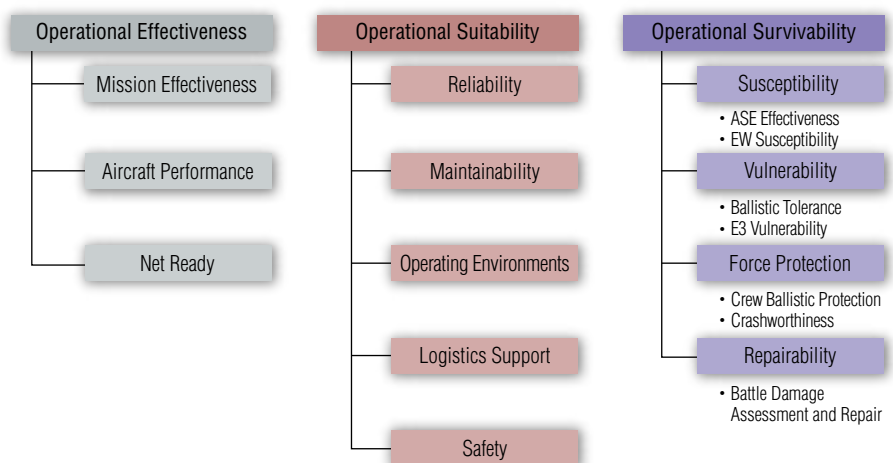 Operational Effectiveness
Mission Effectiveness
Aircraft Performance
Net Ready
Operational Suitability
Reliability
Maintainability
Operating Environments
Logistics Support
Safety
Operational Survivability
Susceptibility
• ASE Effectiveness
• EW Susceptibility
Vulnerability
• Ballistic Tolerance
• E3 Vulnerability
Force Protection
• Crew Ballistic Protection
• Crashworthiness
Repairability
• Battle Damage
Assessment and Repair